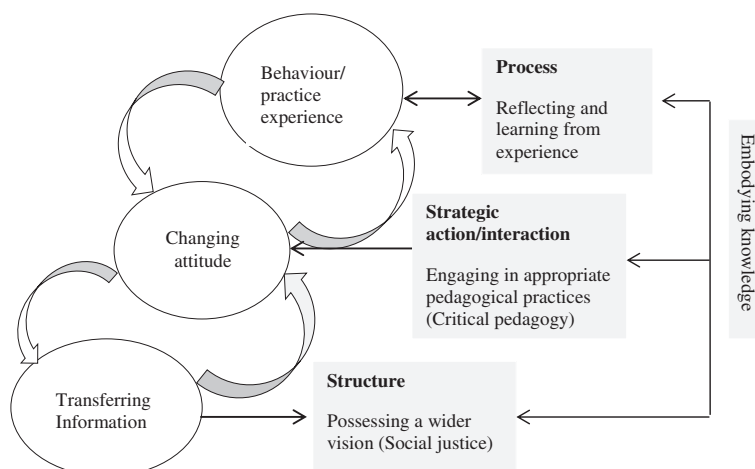 Behaviour/
practice
experience
Process
Reflecting and
learning from
experience
Changing
attitude
Strategic
action/interaction
Engaging in appropriate
pedagogical practices
(Critical pedagogy)
Transferring
Information
Structure
Possessing a wider
vision (Social justice)
Embodying knowledge